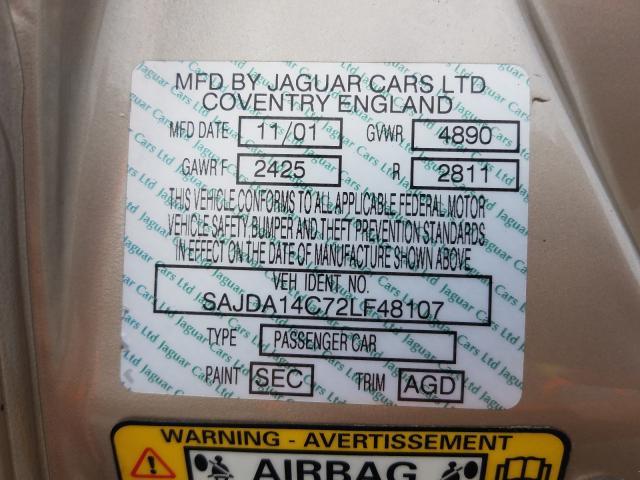 MFD BY JAGUAR CARS LTD
COVENTRY ENGLAND
MFD DATE 11/01 GVWR 4890
GAWR F 2425 R 2811
THIS VEHICLE CONFORMS TO ALL APPLICABLE FEDERAL MOTOR
VEHICLE SAFETY, BUMPER AND THEFT PREVENTION STANDARDS
IN EFFECT ON THE DATE OF MANUFACTURE SHOWN ABOVE
VEH IDENT NO.
SAJDA14C72LF48107
TYPE PASSENGER CAR
PAINT SEC TRIM AGD
WARNING - AVERTISSEMENT
AIRBAG